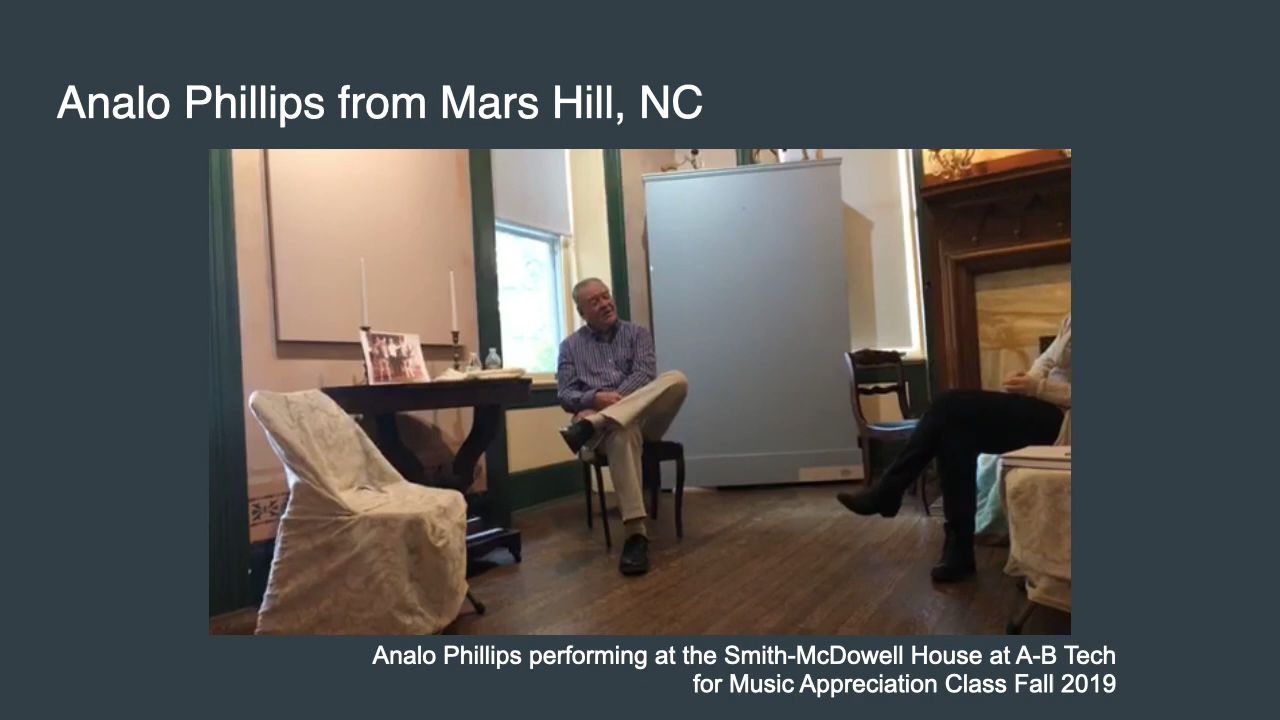 Analo Phillips from Mars Hill, NC
Analo Phillips performing at the Smith-McDowell House at A-B Tech
for Music Appreciation Class Fall 2019